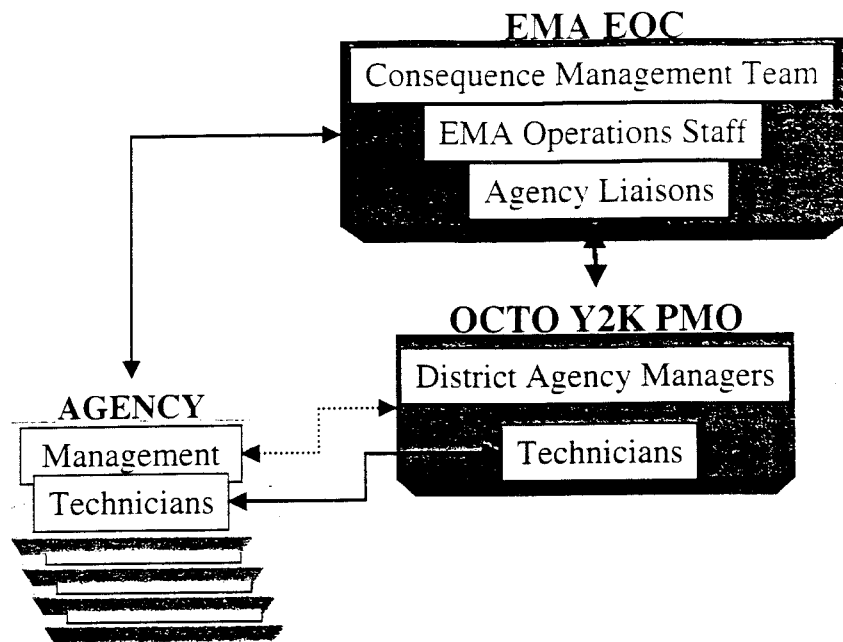 EMA EOC
Consequence Management Team
EMA Operations Staff
Agency Liaisons
OCTO Y2K PMO
District Agency Managers
Technicians
AGENCY
Management
Technicians